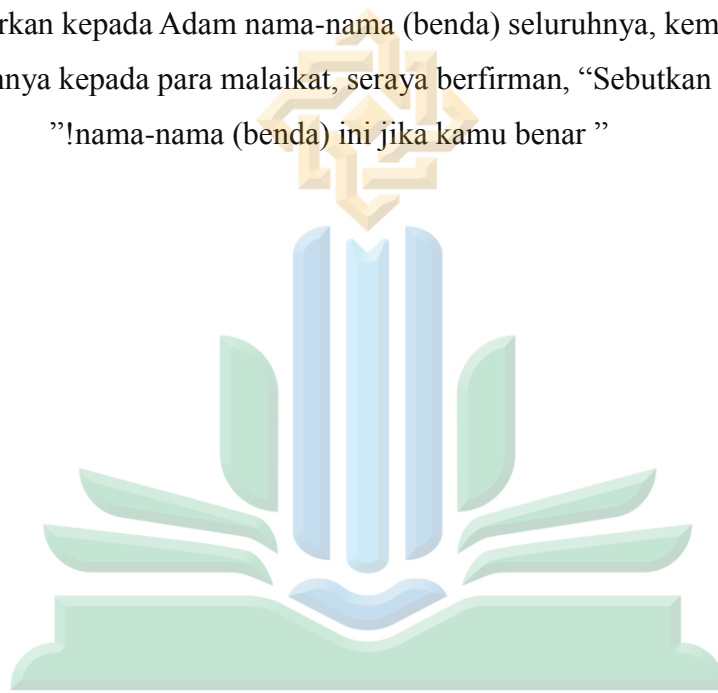 rkan kepada Adam nama-nama (benda) seluruhnya, kem
nya kepada para malaikat, seraya berfirman, “Sebutkan
”!nama-nama (benda) ini jika kamu benar ”